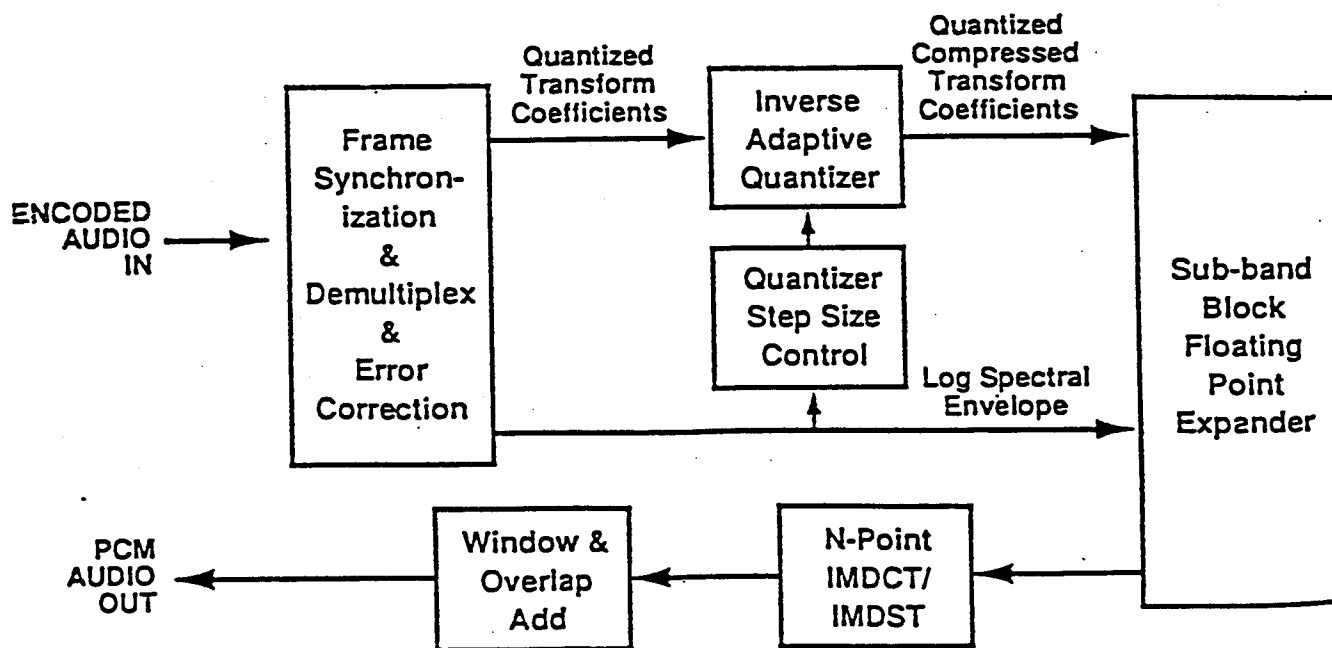 Quantized
Transform
Coefficients
Quantized
Compressed
Transform
Coefficients
Frame
Synchron-
ization
&
Demultiplex
&
Error
Correction
Inverse
Adaptive
Quantizer
ENCODED
AUDIO
IN
Quantizer
Step Size
Control
Log Spectral
Envelope
Sub-band
Block
Floating
Point
Expander
PCM
AUDIO
OUT
Window &
Overlap
Add
N-Point
IMDCT/
IMDST